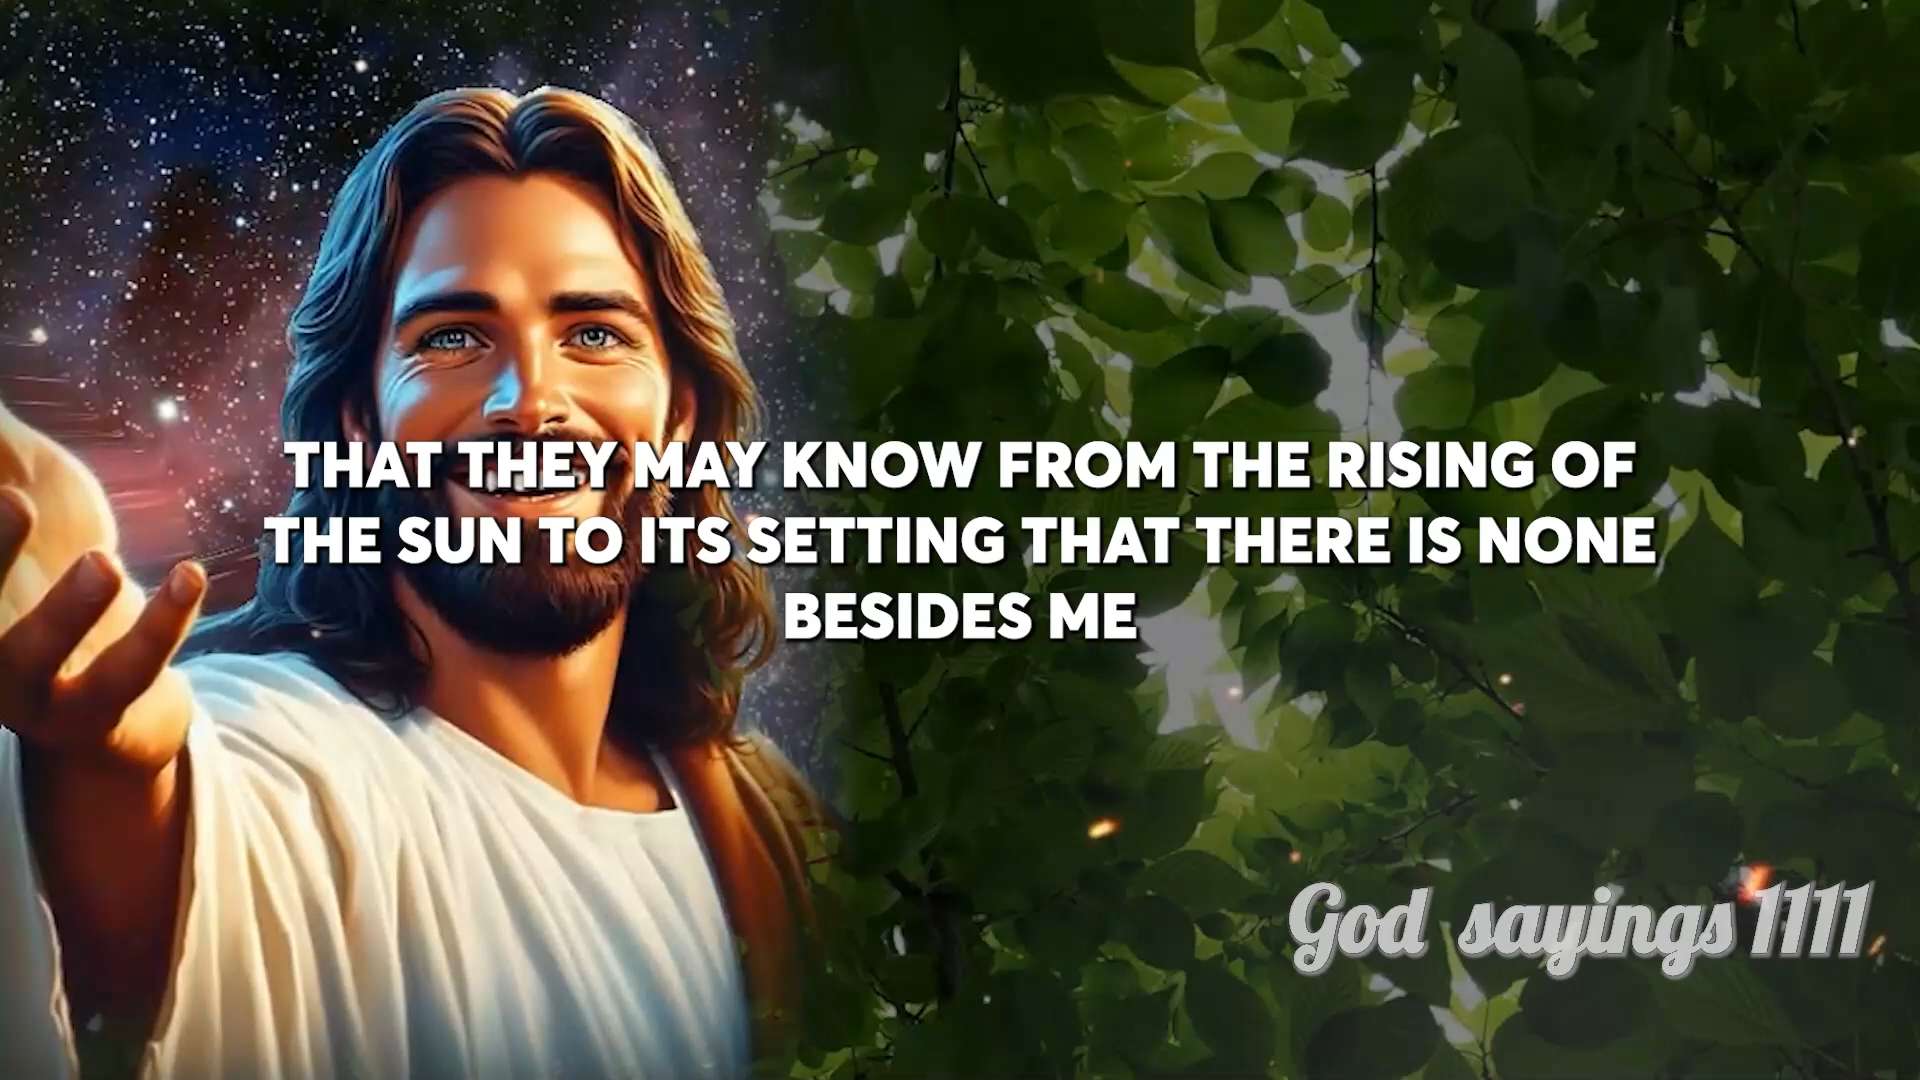 THAT THEY MAY KNOW FROM THE RISING OF
THE SUN TO ITS SETTING THAT THERE IS NONE
BESIDES ME
God sayings 1111